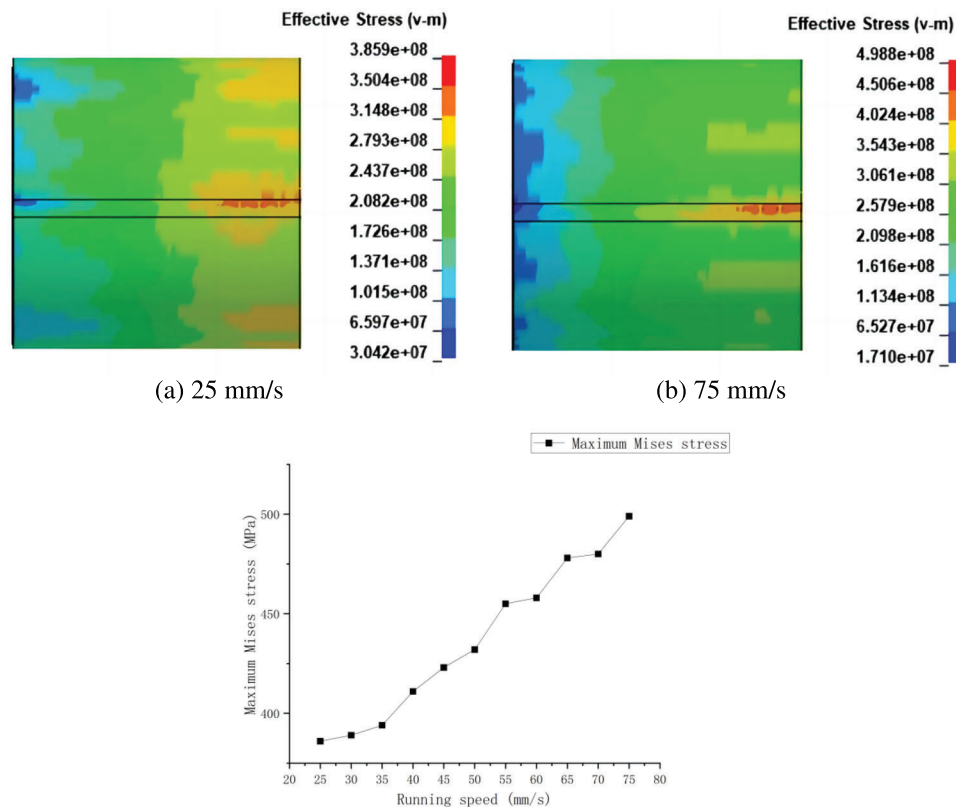 Effective Stress (v-m)
3.859e+08
3.504e+08
3.148e+08
2.793e+08
2.437e+08
2.082e+08
1.726e+08
1.371e+08
1.015e+08
6.597e+07
3.042e+07
(a) 25 mm/s
Effective Stress (v-m)
4.988e+08
4.506e+08
4.024e+08
3.543e+08
3.061e+08
2.579e+08
2.098e+08
1.616e+08
1.134e+08
6.527e+07
1.710e+07
(b) 75 mm/s
Maximum Mises stress
Maximum Mises stress (MPa)
500
450
400
20 25 30 35 40 45 50 55 60 65 70 75 80
Running speed (mm/s)